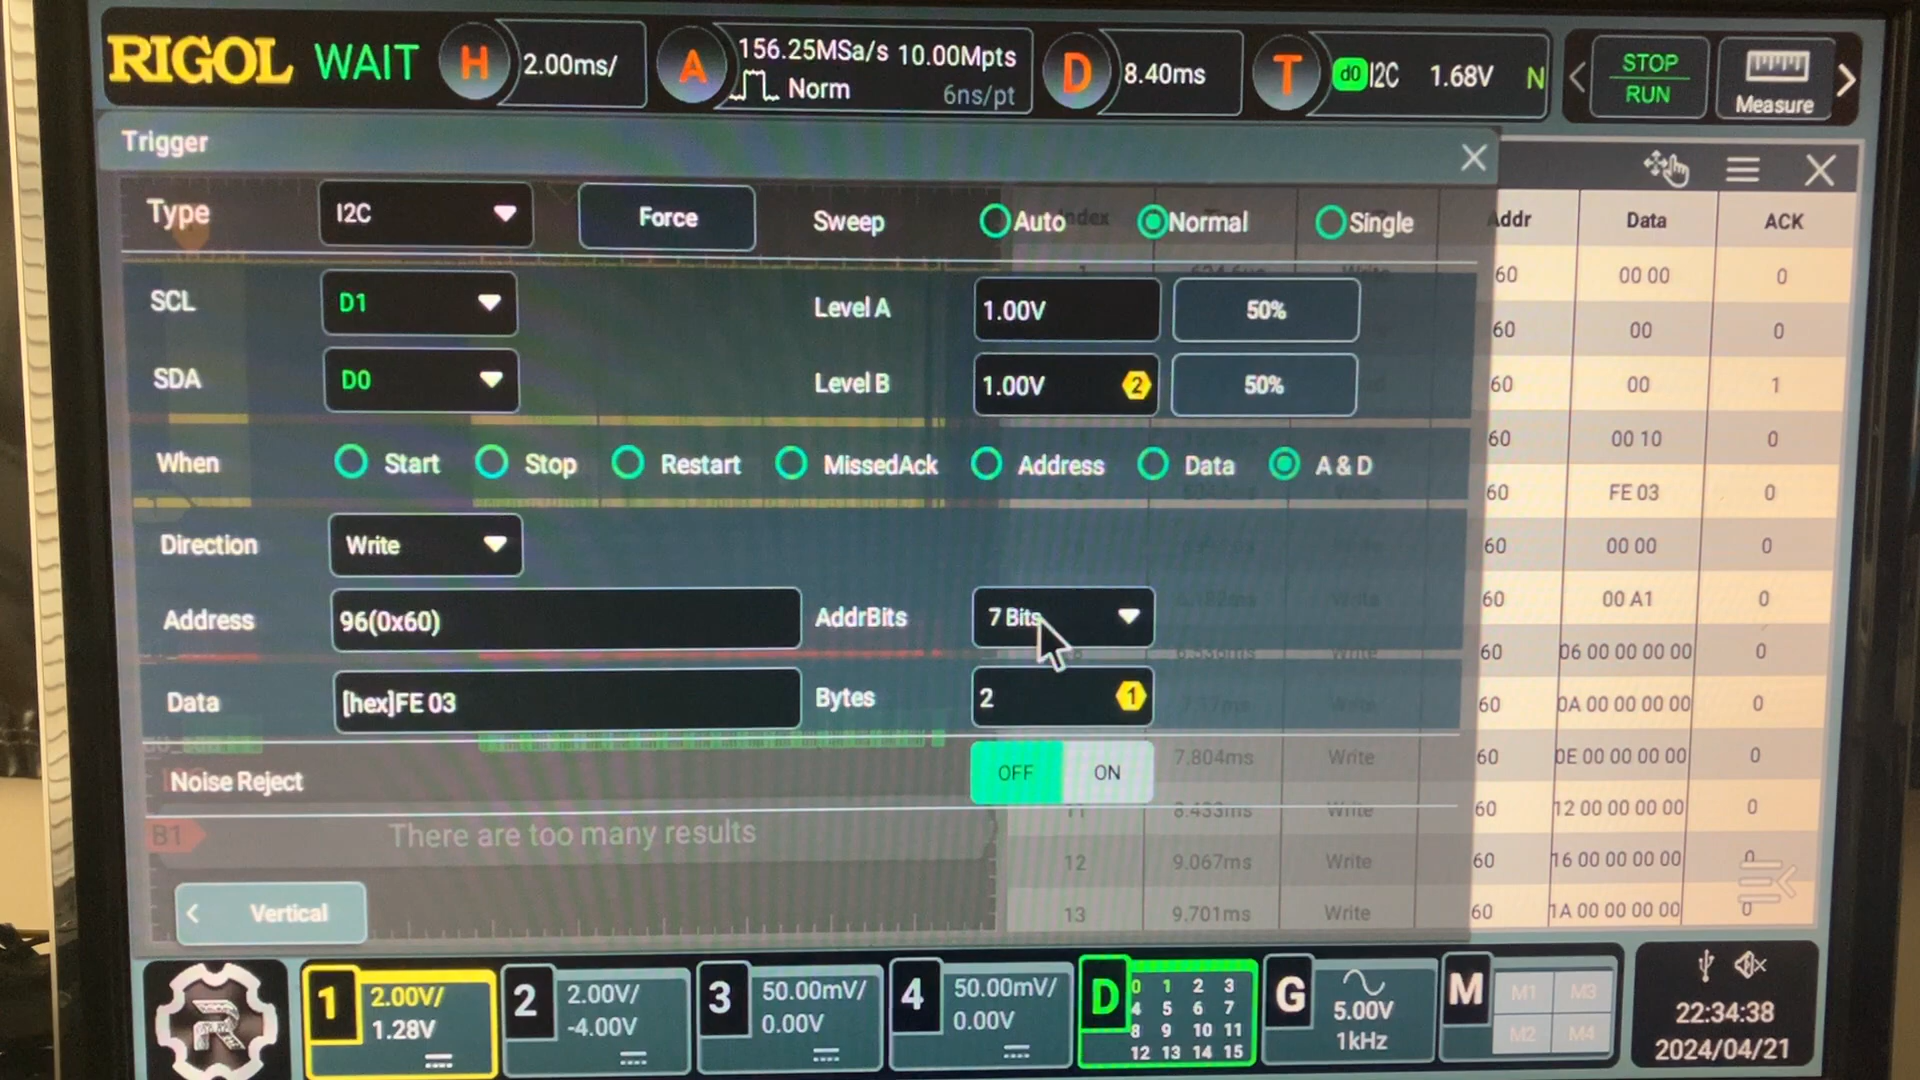 RIGOL WAIT H 2.00ms/ A 156.25MSa/s 10.00Mpts D 8.40ms T d0 I2C 1.68V N STOP Measure
Norm 6ns/pt RUN
Trigger
Type I2C Force Sweep Auto Normal Single Addr Data ACK
SCL D1 Level A 1.00V 50% 60 00 00 0
60 00 0
SDA D0 Level B 1.00V 2 50% 60 00 1
60 00 10 0
When Start Stop Restart MissedAck Address Data A & D
60 FE 03 0
Direction Write 60 00 00 0
Address 96(0x60) AddrBits 7 Bits 60 00 A1 0
60 06 00 00 00 00 0
Data [hex]FE 03 Bytes 2 1 60 0A 00 00 00 00 0
Noise Reject OFF ON 7.804ms Write 60 0E 00 00 00 00 0
11 8.433ms Write 60 12 00 00 00 00 0
B1 There are too many results
12 9.067ms Write 60 16 00 00 00 00 0
Vertical 13 9.701ms Write 60 1A 00 00 00 00 0
1 2.00V/ 2 2.00V/ 3 50.00mV/ 4 50.00mV/ D 0 1 2 3 G M M1 M3
1.28V -4.00V 0.00V 0.00V 4 5 6 7 5.00V M2 M4
8 9 10 11 1kHz
12 13 14 15
22:34:38
2024/04/21